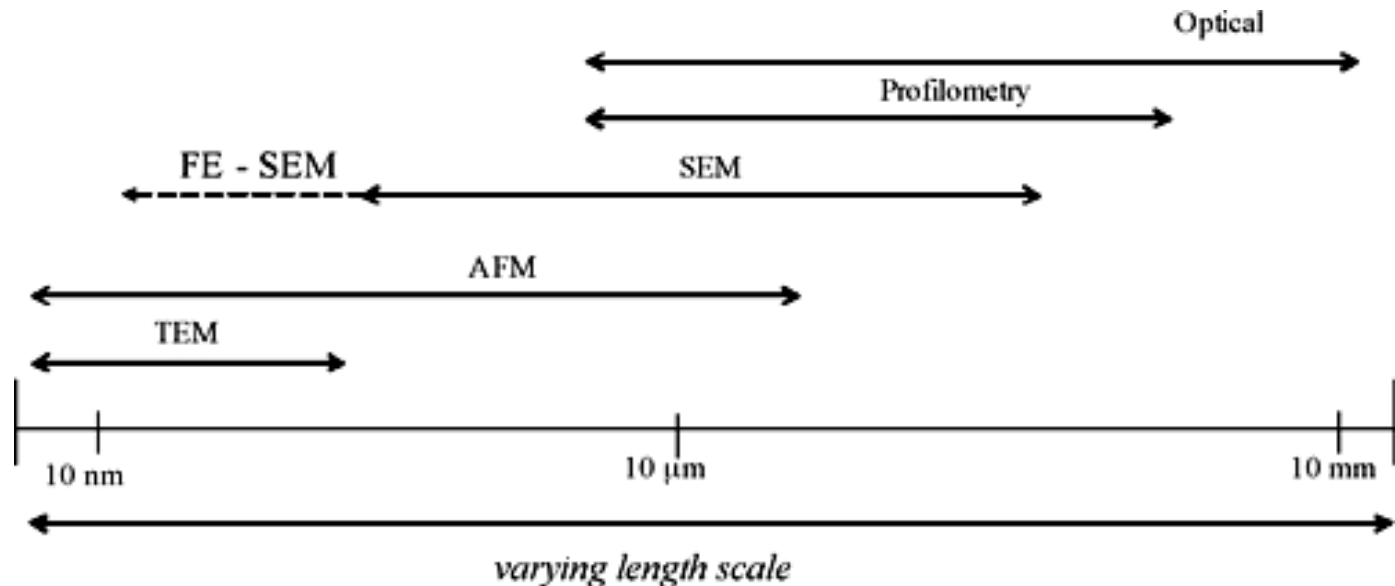 Optical
Profilometry
FE - SEM
SEM
AFM
TEM
10 nm
10 μm
10 mm
varying length scale